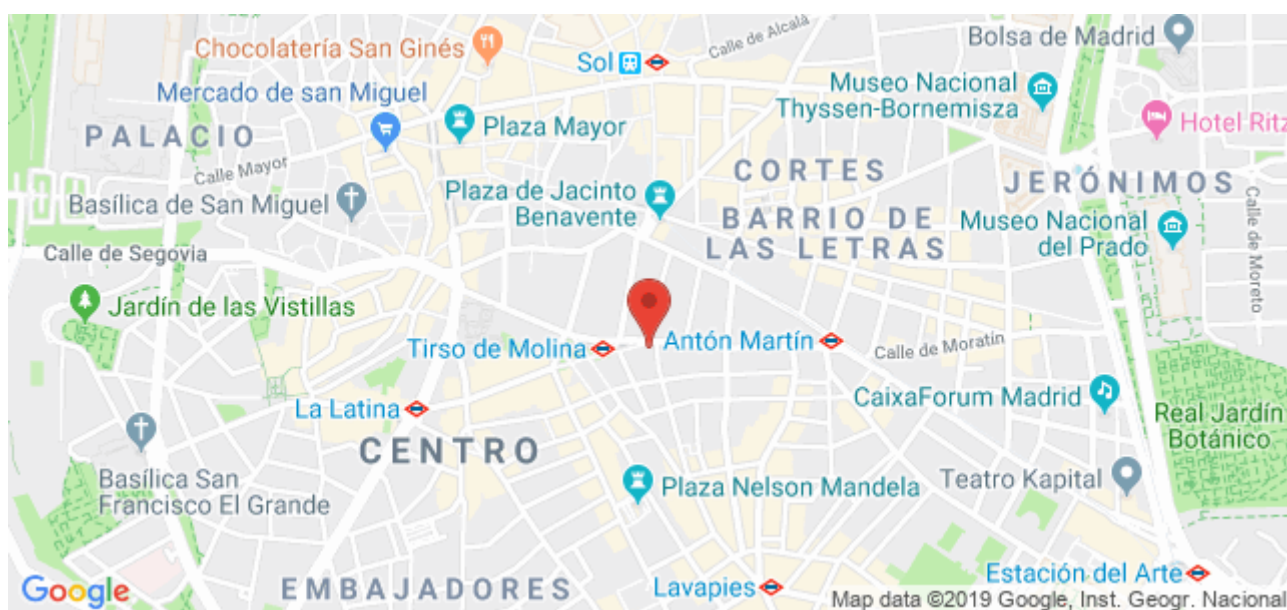 Chocolatería San Ginés
Calle de Alcalá
Sol
Bolsa de Madrid
Mercado de san Miguel
Museo Nacional
Thyssen-Bornemisza
Plaza Mayor
Hotel Ritz
PALACIO
Calle Mayor
CORTES
JERÓNIMOS
Basílica de San Miguel
Plaza de Jacinto
Benavente
BARRIO DE
LAS LETRAS
Museo Nacional
del Prado
Calle de Moreto
Calle de Segovia
Jardín de las Vistillas
Tirso de Molina
Antón Martín
Calle de Moratín
La Latina
CaixaForum Madrid
Real Jardín
Botánico
CENTRO
Basílica San
Francisco El Grande
Plaza Nelson Mandela
Teatro Kapital
EMBAJADORES
Lavapies
Estación del Arte
Google
Map data ©2019 Google, Inst. Geogr. Nacional